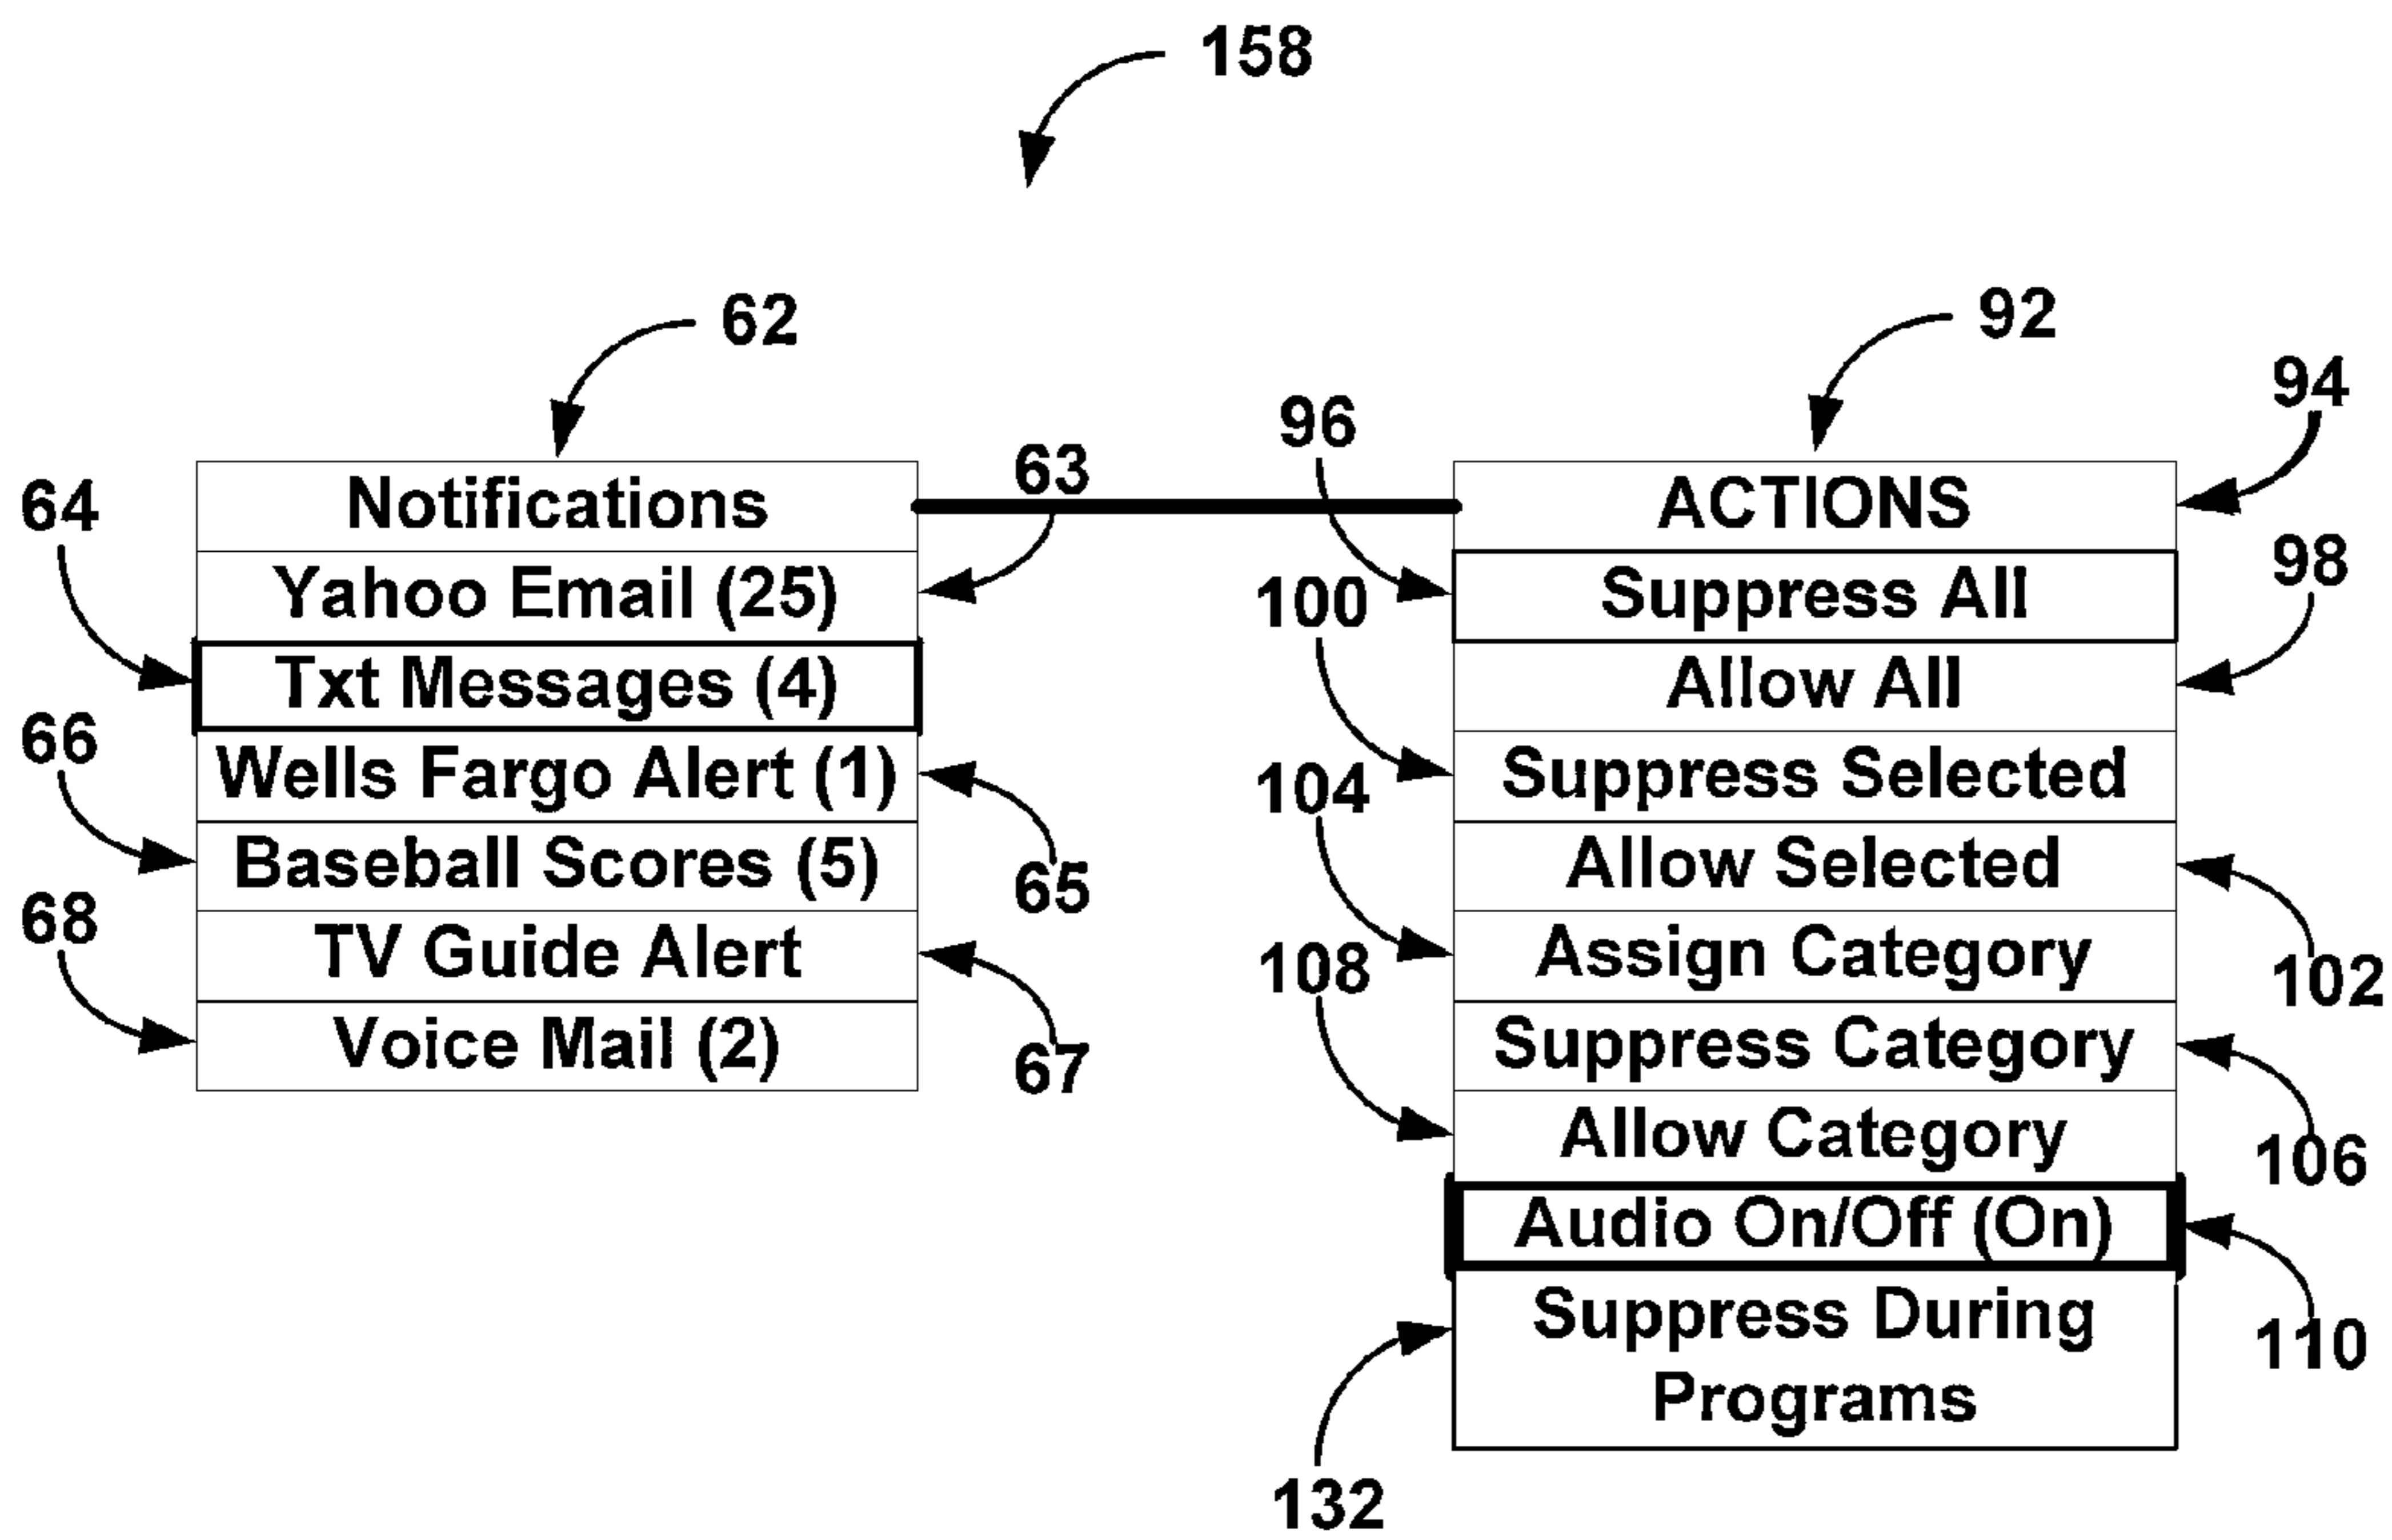 158
62
92
94
96
63
64
Notifications
ACTIONS
98
Yahoo Email (25)
100
Suppress All
Txt Messages (4)
Allow All
66
Wells Fargo Alert (1)
104
Suppress Selected
Baseball Scores (5)
65
Allow Selected
68
TV Guide Alert
108
Assign Category
102
Voice Mail (2)
67
Suppress Category
Allow Category
106
Audio On/Off (On)
Suppress During
110
Programs
132